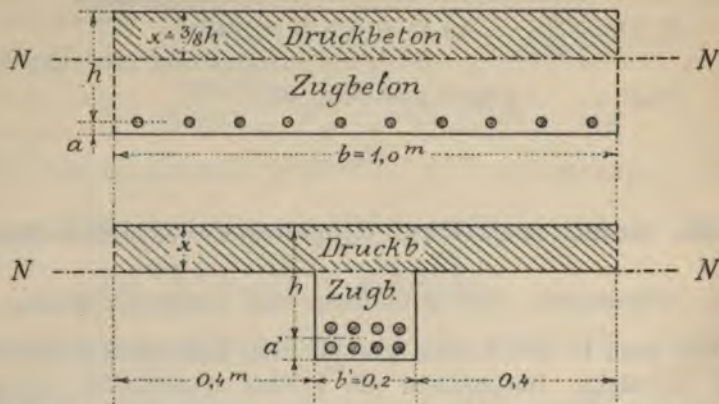 x = 3/8 h
Druckbeton
N N
h
Zugbeton
a
b = 1,0 m
x
Druckb
N N
h
Zugb.
a'
0,4 m b' = 0,2 0,4